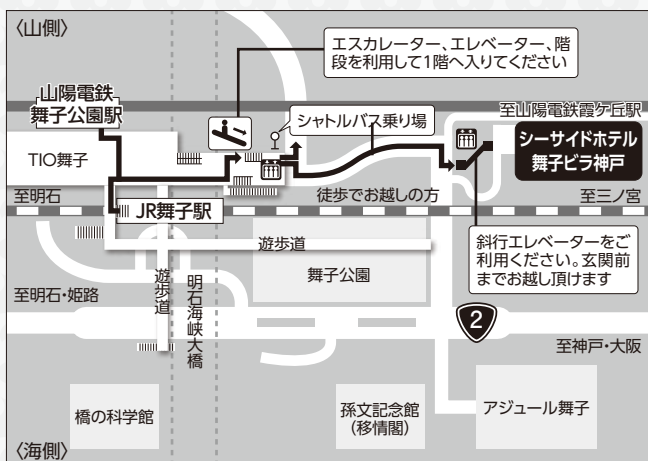 〈山側〉
エスカレーター、エレベーター、階
段を利用して1階へ入りてください
山陽電鉄
舞子公園駅
シャトルバス乗り場
至山陽電鉄霞ケ丘駅
シーサイドホテル
舞子ビラ神戸
TIO舞子
至明石
徒歩でお越しの方
至三ノ宮
JR舞子駅
遊歩道
斜行エレベーターをご
利用ください。玄関前
までお越し頂けます
舞子公園
遊歩道
明石海峡大橋
至明石・姫路
2
至神戸・大阪
橋の科学館
孫文記念館
(移情閣)
アジュール舞子
〈海側〉